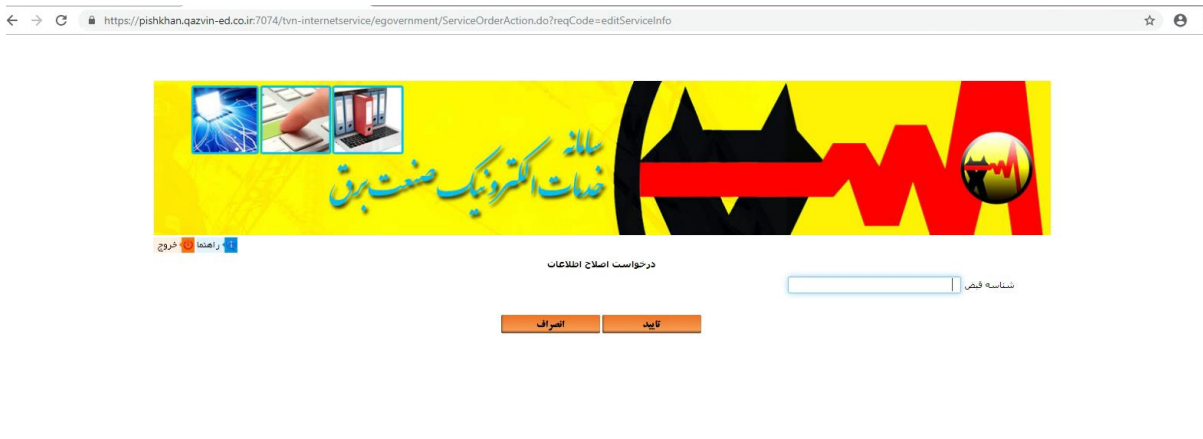 https://pishkhan.qazvin-ed.co.ir:7074/tvn-internetservice/egovernment/ServiceOrderAction.do?reqCode=editServiceInfo
سامانه
خدمات الکترونیک صنعت برق
راهنما خروج
درخواست اصلاح اطلاعات
شناسه قبض
تایید انصراف